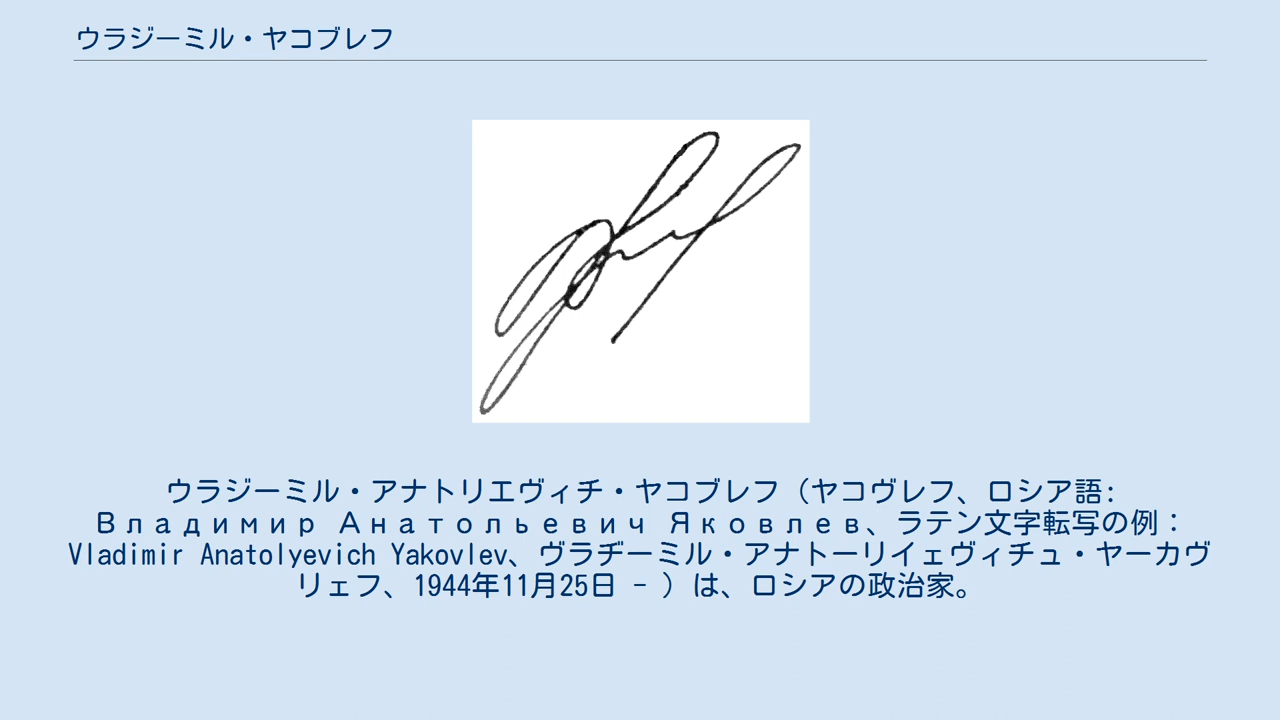 ウラジーミル・ヤコブレフ
ウラジーミル・アナトリエヴィチ・ヤコブレフ（ヤコヴレフ、ロシア語:
Владимир Анатольевич Яковлев、ラテン文字転写の例：
Vladimir Anatolyevich Yakovlev、ヴラヂーミル・アナトーリイェヴィチュ・ヤーカヴ
リェフ、1944年11月25日 - ）は、ロシアの政治家。